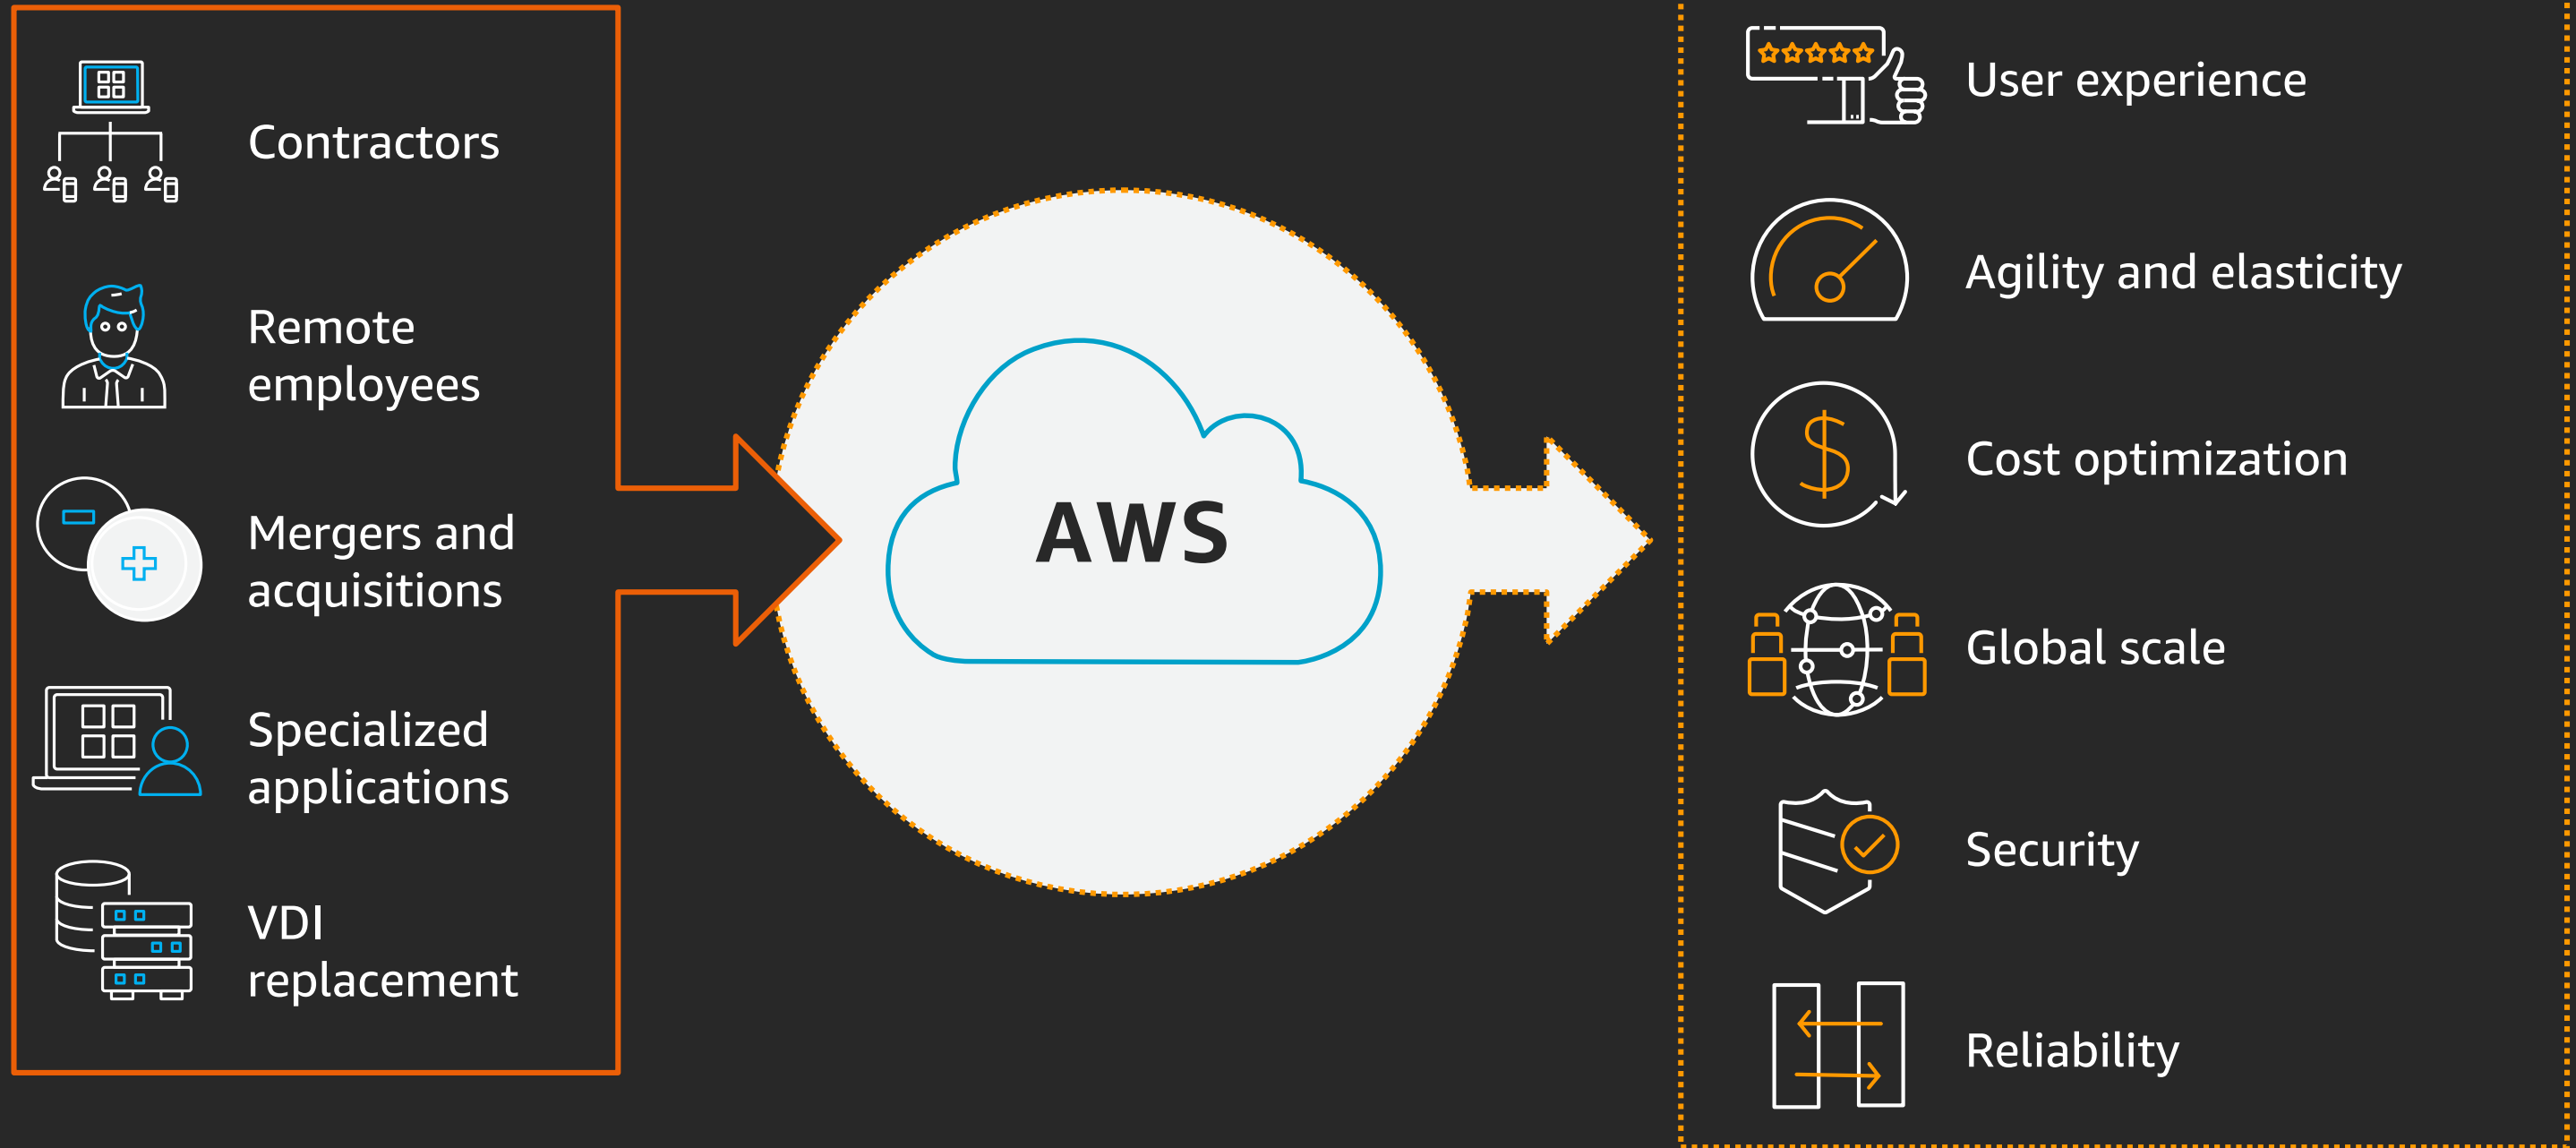 Contractors
Remote
employees
Mergers and
acquisitions
Specialized
applications
VDI
replacement
AWS
User experience
Agility and elasticity
Cost optimization
Global scale
Security
Reliability